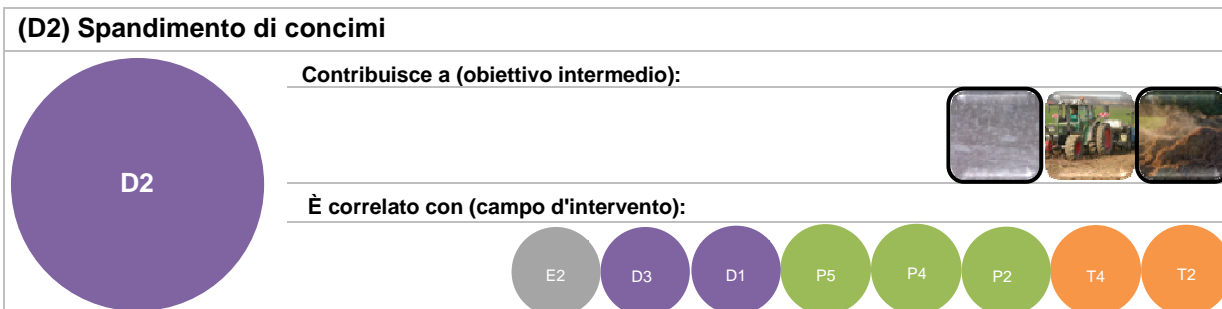 (D2) Spandimento di concimi
Contribuisce a (obiettivo intermedio):
D2
È correlato con (campo d'intervento):
E2 D3 D1 P5 P4 P2 T4 T2